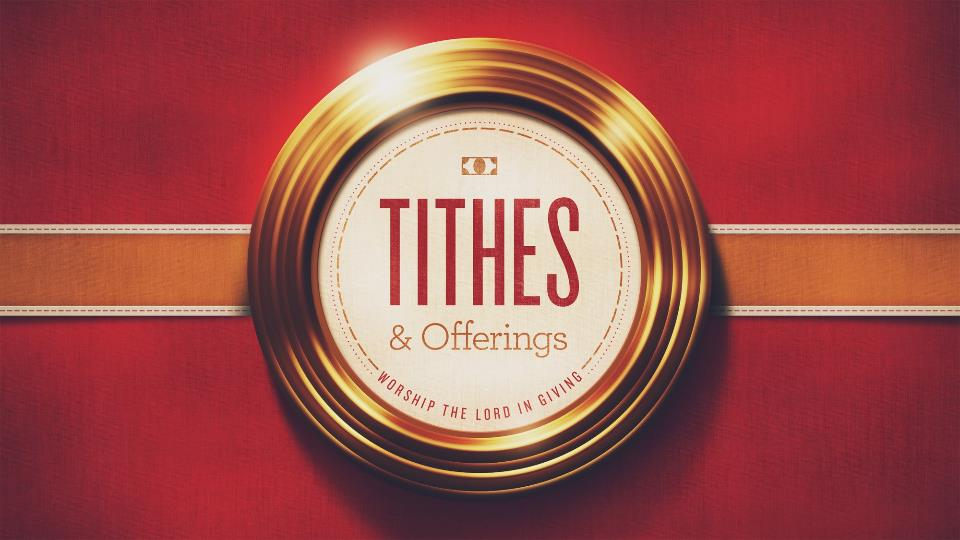 TITHES
& Offerings
WORSHIP THE LORD IN GIVING